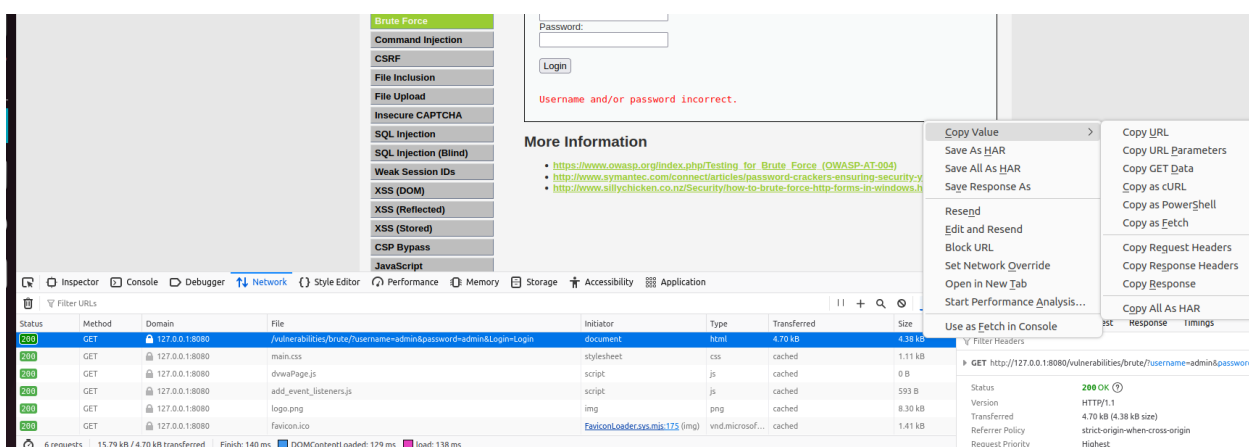 Brute Force
Command Injection
CSRF
File Inclusion
File Upload
Insecure CAPTCHA
SQL Injection
SQL Injection (Blind)
Weak Session IDs
XSS (DOM)
XSS (Reflected)
XSS (Stored)
CSP Bypass
JavaScript
Password:
Login
Username and/or password incorrect.
More Information
https://www.owasp.org/index.php/Testing_for_Brute_Force_(OWASP-AT-004)
http://www.symantec.com/connect/articles/password-crackers-ensuring-security-y
http://www.sillychicken.co.nz/Security/how-to-brute-force-http-forms-in-windows.h
Copy Value
Save As HAR
Save All As HAR
Save Response As
Resend
Edit and Resend
Block URL
Set Network Override
Open in New Tab
Start Performance Analysis...
Use as Fetch in Console
Copy URL
Copy URL Parameters
Copy GET Data
Copy as cURL
Copy as PowerShell
Copy as Fetch
Copy Request Headers
Copy Response Headers
Copy Response
Copy All As HAR
Inspector Console Debugger Network Style Editor Performance Memory Storage Accessibility Application
Filter URLs
Status Method Domain File Initiator Type Transferred Size
200 GET 127.0.0.1:8080 /vulnerabilities/brute/?username=admin&password=admin&Login=Login document html 4.70 kB 4.38 kB
200 GET 127.0.0.1:8080 main.css stylesheet css cached 1.11 kB
200 GET 127.0.0.1:8080 dvwaPage.js script js cached 0 B
200 GET 127.0.0.1:8080 add_event_listeners.js script js cached 593 B
200 GET 127.0.0.1:8080 logo.png img png cached 8.30 kB
200 GET 127.0.0.1:8080 favicon.ico FaviconLoader.sys.mjs:175 (img) vnd.microsof... cached 1.41 kB
6 requests 15.79 kB / 4.70 kB transferred Finish: 140 ms DOMContentLoaded: 129 ms load: 138 ms
est Response Timings
Filter Headers
GET http://127.0.0.1:8080/vulnerabilities/brute/?username=admin&passwor
Status 200 OK
Version HTTP/1.1
Transferred 4.70 kB (4.38 kB size)
Referrer Policy strict-origin-when-cross-origin
Request Priority Highest